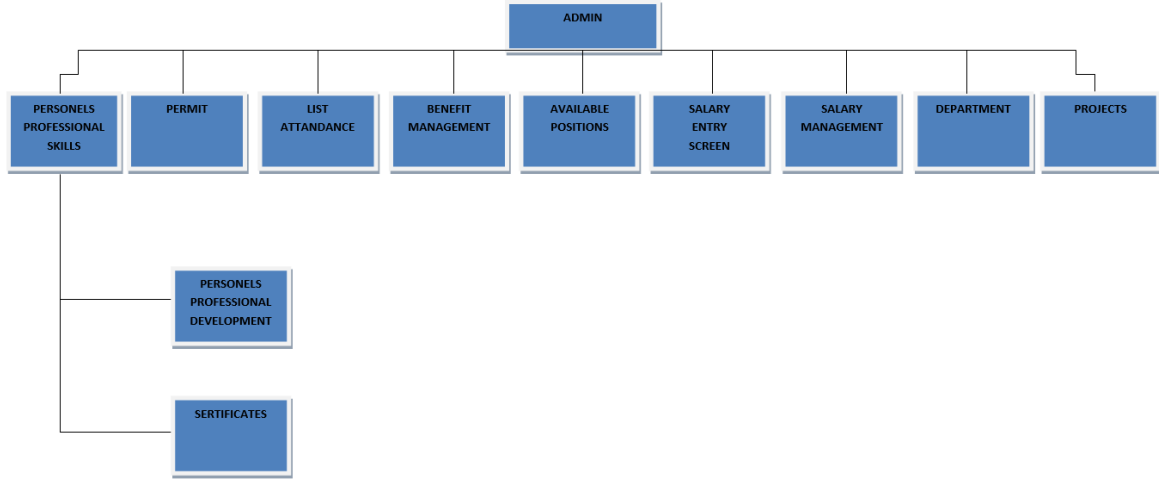 ADMIN
PERSONELS
PROFESSIONAL
SKILLS
PERMIT
LIST
ATTANDANCE
BENEFIT
MANAGEMENT
AVAILABLE
POSITIONS
SALARY
ENTRY
SCREEN
SALARY
MANAGEMENT
DEPARTMENT
PROJECTS
PERSONELS
PROFESSIONAL
DEVELOPMENT
SERTIFICATES